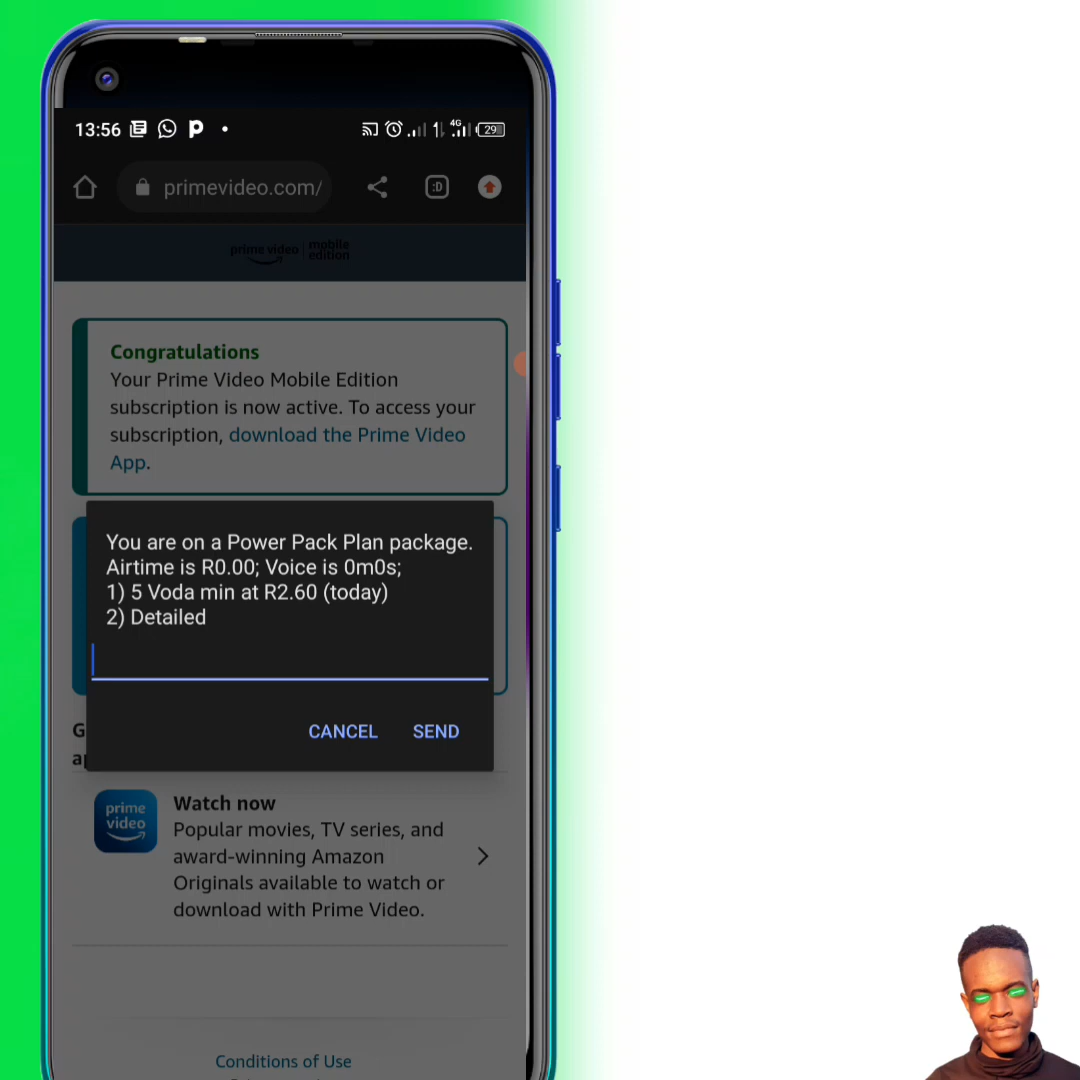 13:56
4G
29
primevideo.com/
:D
prime video | mobile
edition
Congratulations
Your Prime Video Mobile Edition
subscription is now active. To access your
subscription, download the Prime Video
App.
You are on a Power Pack Plan package.
Airtime is R0.00; Voice is 0m0s;
1) 5 Voda min at R2.60 (today)
2) Detailed
CANCEL SEND
G
ap
prime
video
Watch now
Popular movies, TV series, and
award-winning Amazon
Originals available to watch or
download with Prime Video.
Conditions of Use